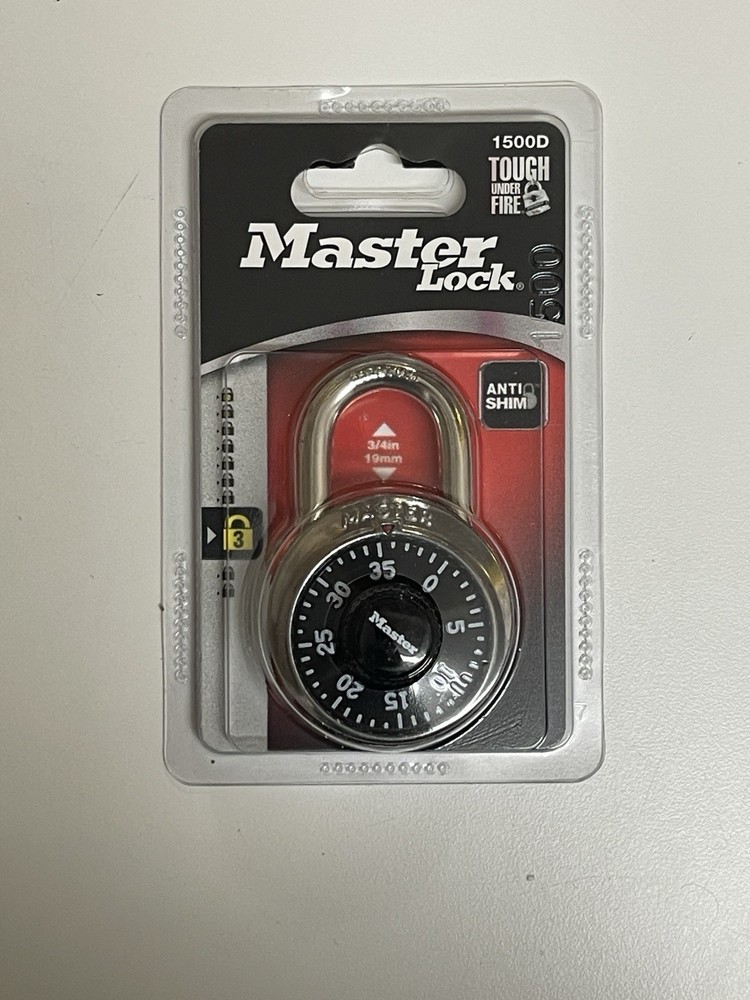 1500D
TOUGH
UNDER
FIRE
Master
Lock®
1500
ANTI
SHIM
3/4in
19mm
3
MASTER
35
0
30
5
25
Master
10
20
15